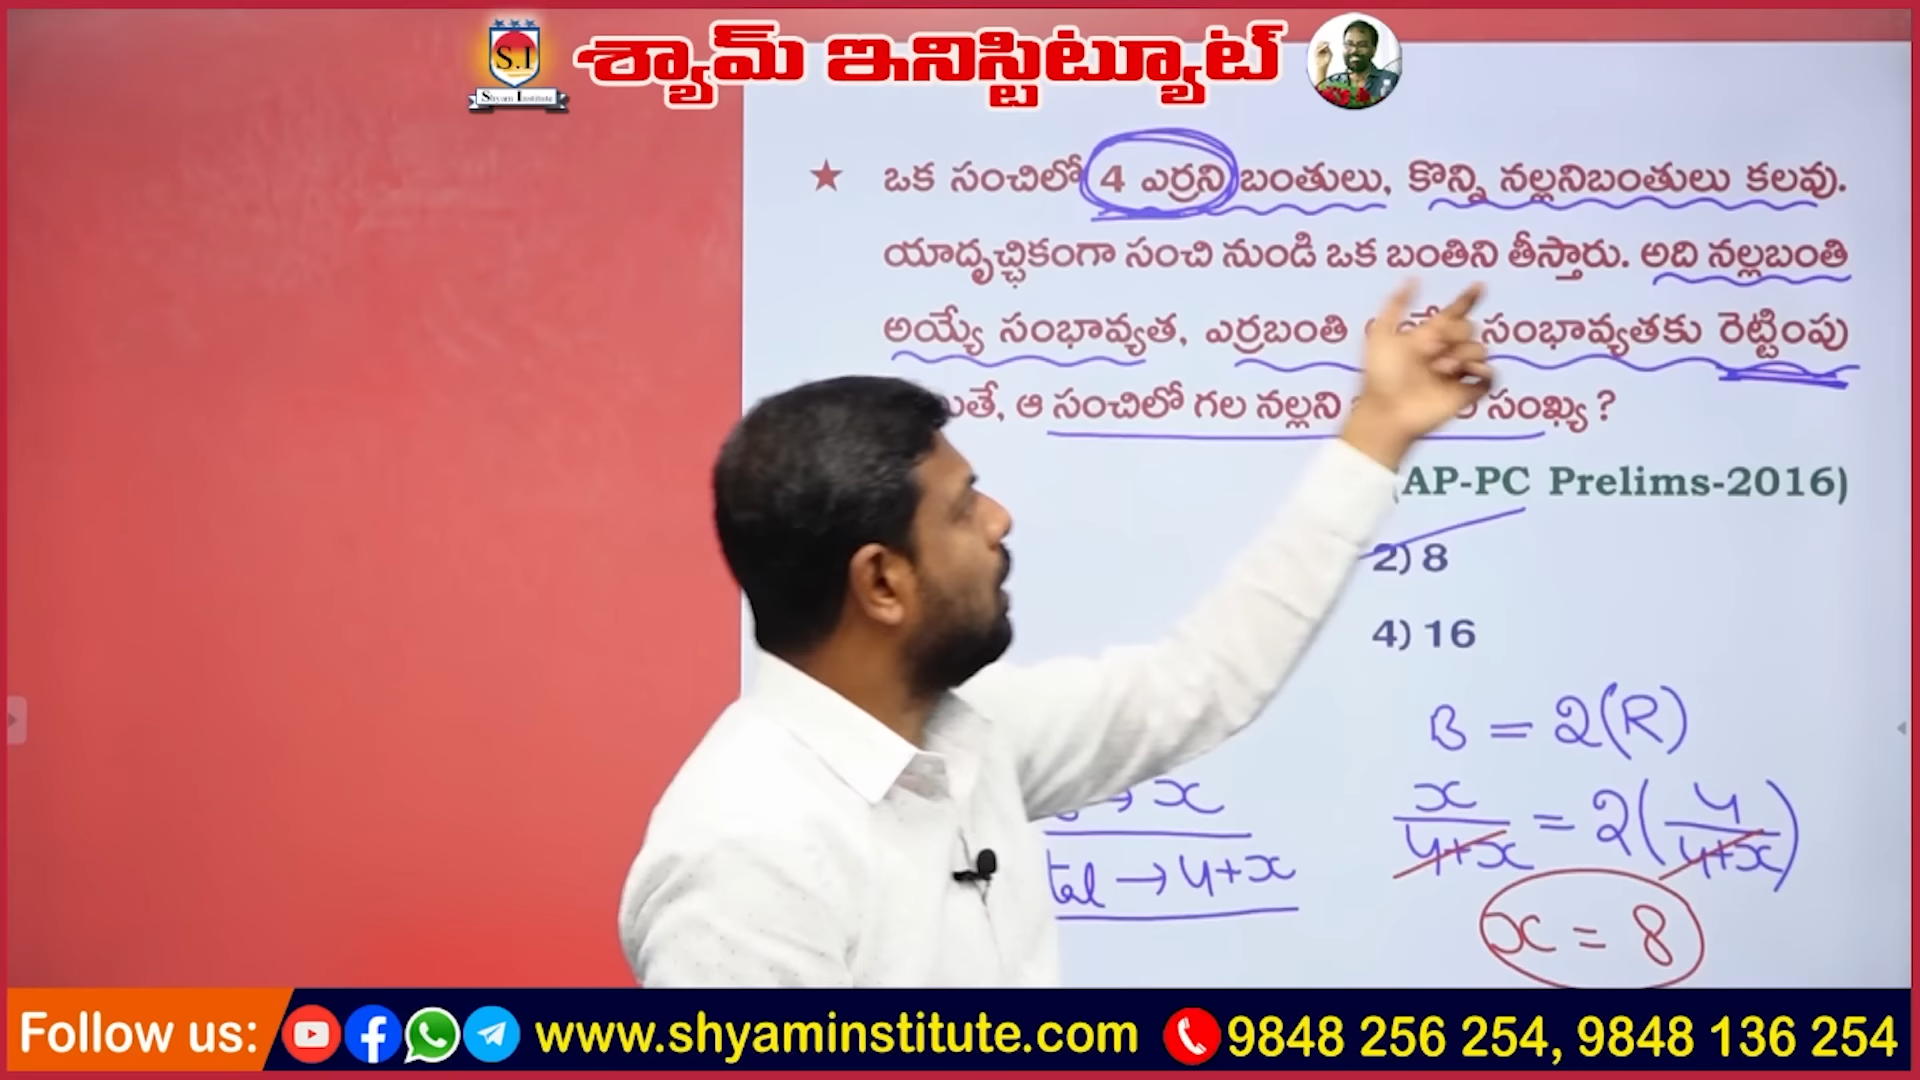 S.I
Shyam Institute
శ్యామ్ ఇనిస్టిట్యూట్
★ ఒక సంచిలో 4 ఎర్రని బంతులు, కొన్ని నల్లనిబంతులు కలవు.
యాదృచ్ఛికంగా సంచి నుండి ఒక బంతిని తీస్తారు. అది నల్లబంతి
అయ్యే సంభావ్యత, ఎర్రబంతి సంభావ్యతకు రెట్టింపు
ఆ సంచిలో గల నల్లని సంఖ్య ?
(AP-PC Prelims-2016)
2) 8
4) 16
B = 2(R)
→ x
x/(4+x) = 2(4/(4+x))
→ 4+x
x = 8
Follow us: www.shyaminstitute.com 9848 256 254, 9848 136 254